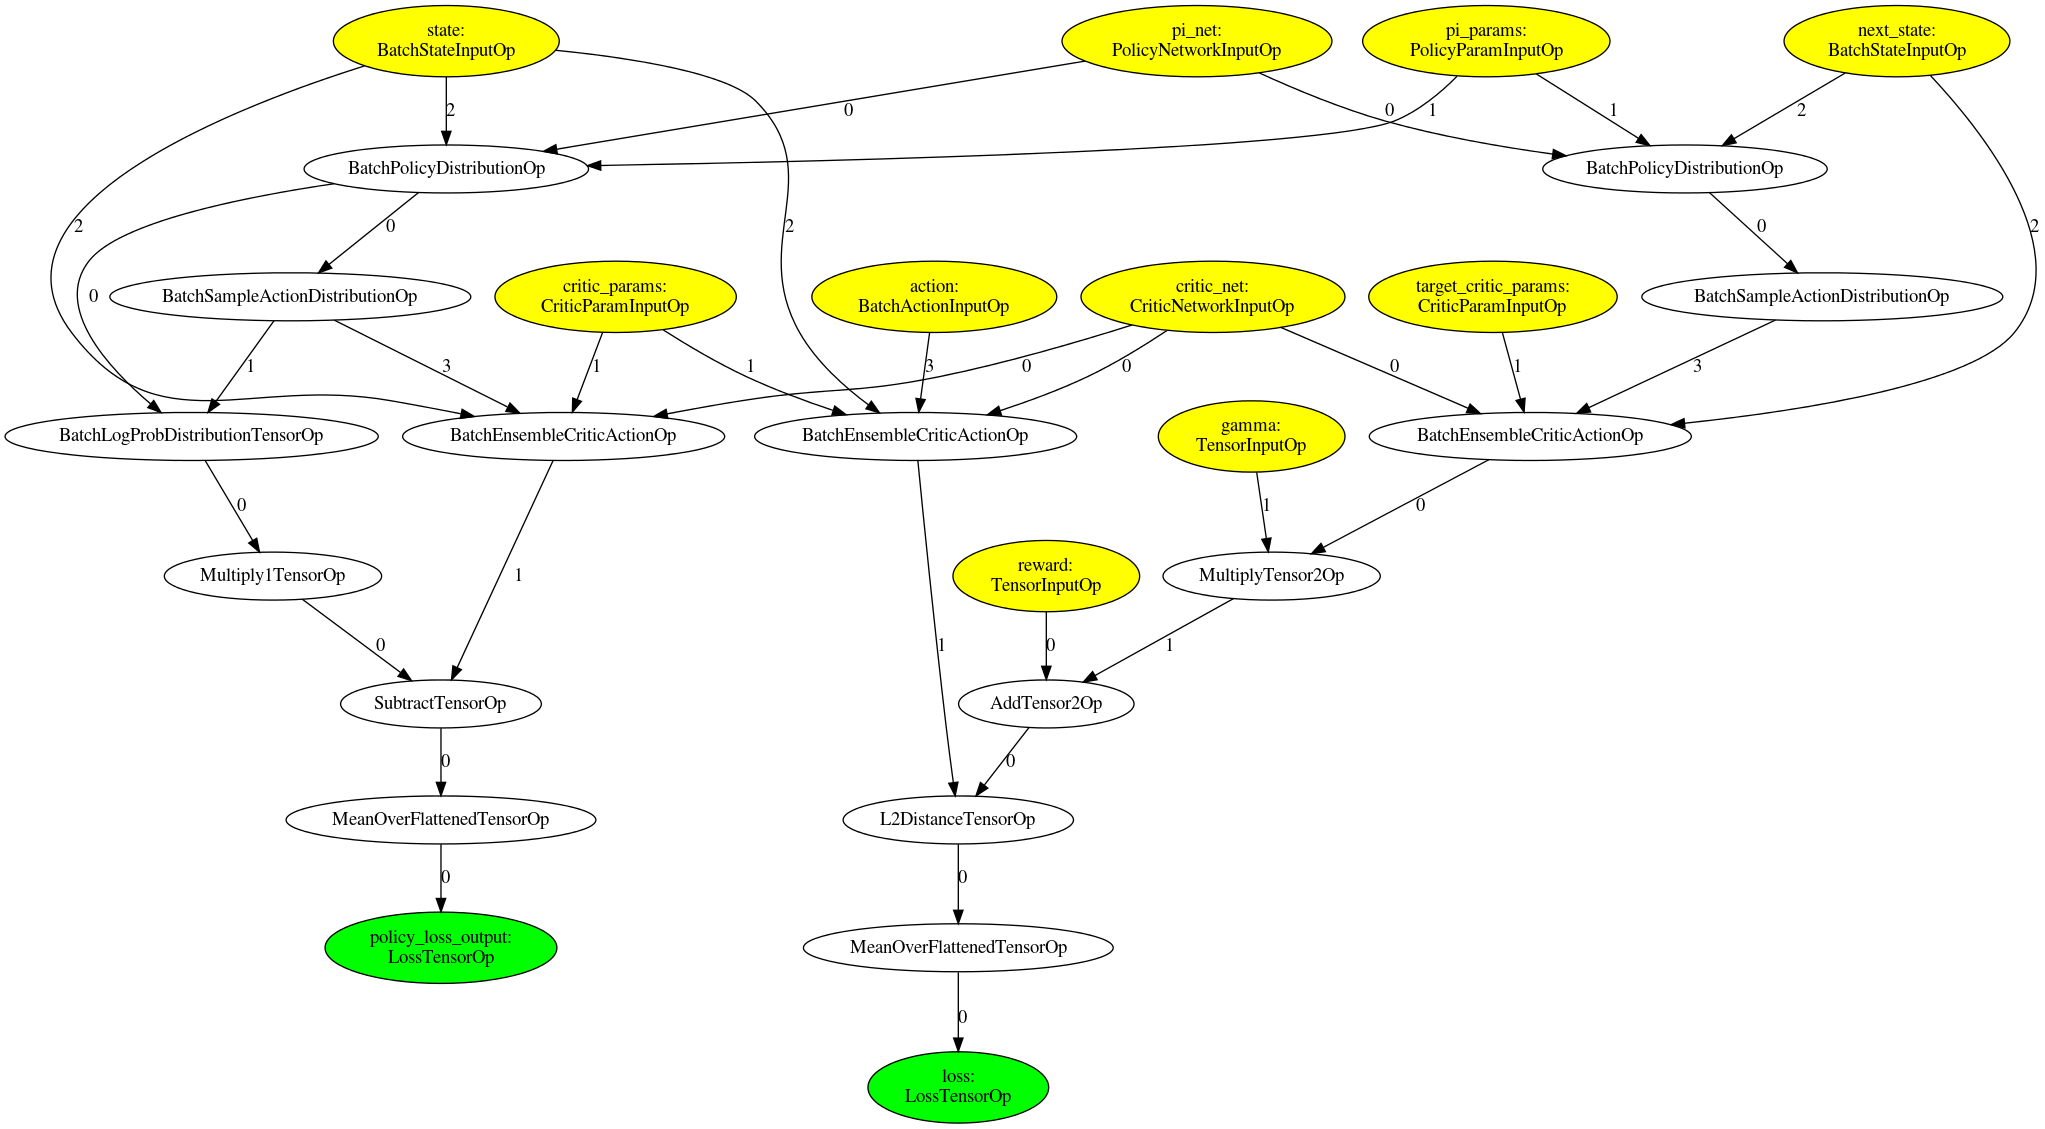 state:
BatchStateInputOp
pi_net:
PolicyNetworkInputOp
pi_params:
PolicyParamInputOp
next_state:
BatchStateInputOp
2
0
0
1
1
2
BatchPolicyDistributionOp
BatchPolicyDistributionOp
2
0
2
0
2
0
BatchSampleActionDistributionOp
critic_params:
CriticParamInputOp
action:
BatchActionInputOp
critic_net:
CriticNetworkInputOp
target_critic_params:
CriticParamInputOp
BatchSampleActionDistributionOp
1
3
1
1
3
0
0
0
1
3
BatchLogProbDistributionTensorOp
BatchEnsembleCriticActionOp
BatchEnsembleCriticActionOp
gamma:
TensorInputOp
BatchEnsembleCriticActionOp
0
1
0
Multiply1TensorOp
1
reward:
TensorInputOp
MultiplyTensor2Op
0
1
0
1
SubtractTensorOp
AddTensor2Op
0
0
MeanOverFlattenedTensorOp
L2DistanceTensorOp
0
0
policy_loss_output:
LossTensorOp
MeanOverFlattenedTensorOp
0
loss:
LossTensorOp